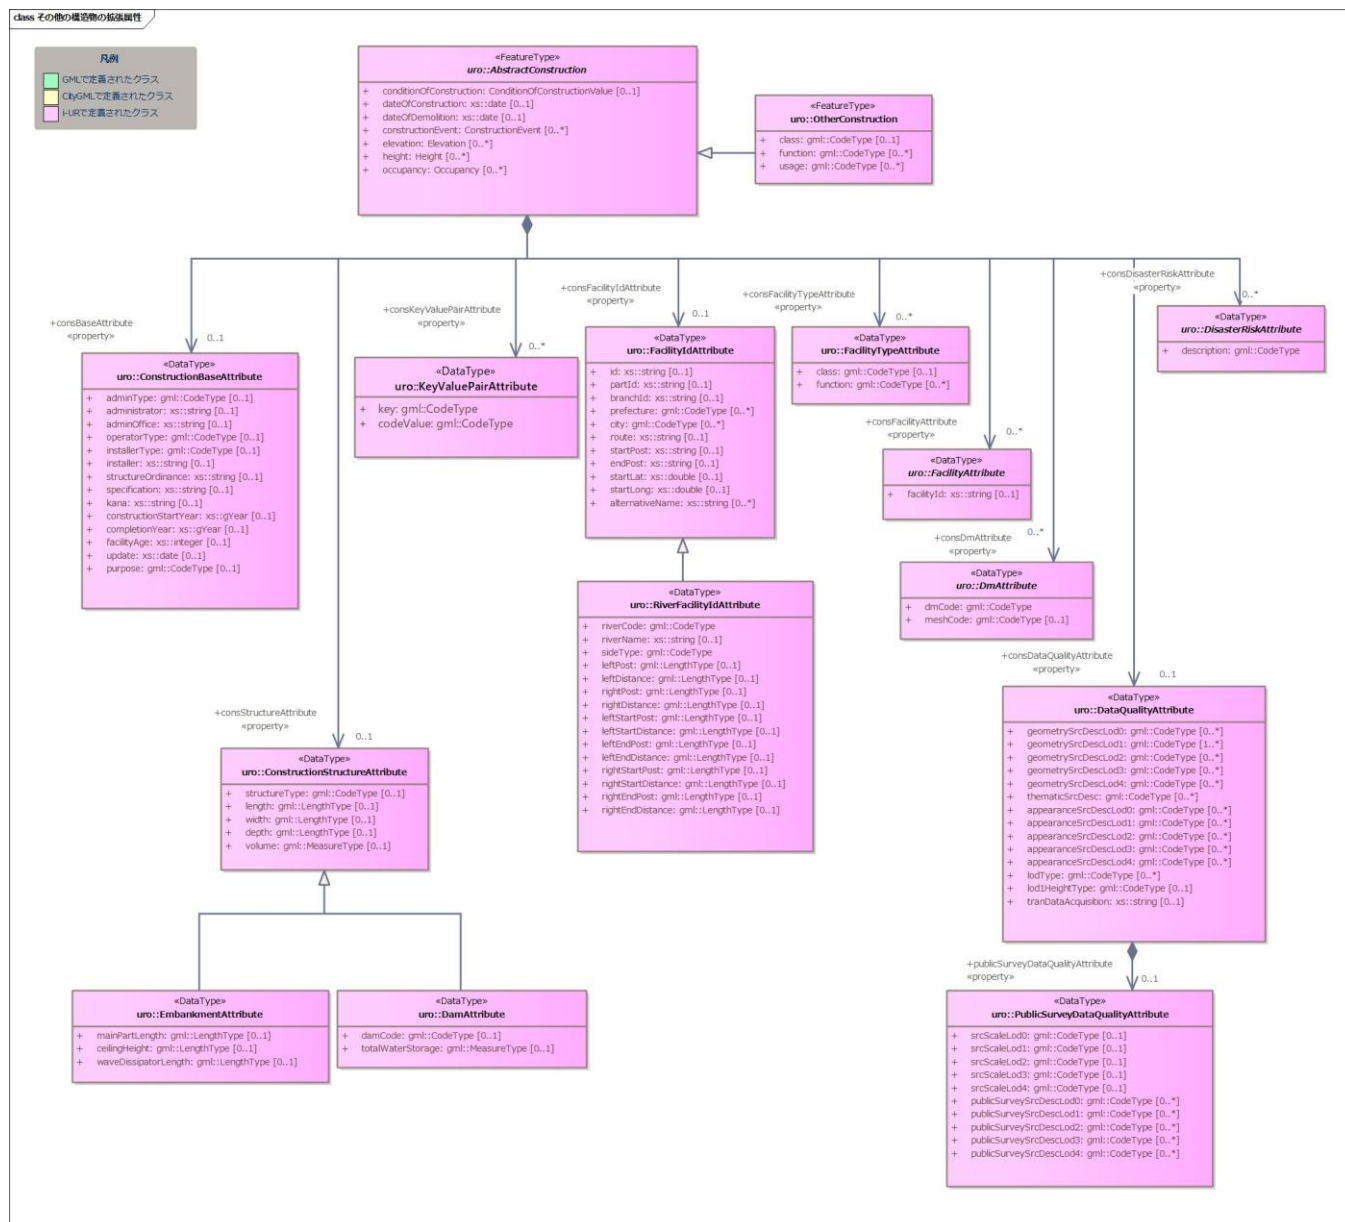 class その他の構造物の拡張属性
凡例
GMLで定義されたクラス
CityGMLで定義されたクラス
i-URで定義されたクラス
«FeatureType»
uro::AbstractConstruction
+ conditionOfConstruction: ConditionOfConstructionValue [0..1]
+ dateOfConstruction: xs::date [0..1]
+ dateOfDemolition: xs::date [0..1]
+ constructionEvent: ConstructionEvent [0..*]
+ elevation: Elevation [0..*]
+ height: Height [0..*]
+ occupancy: Occupancy [0..*]
«FeatureType»
uro::OtherConstruction
+ class: gml::CodeType [0..1]
+ function: gml::CodeType [0..*]
+ usage: gml::CodeType [0..*]
+consBaseAttribute
«property»
0..1
«DataType»
uro::ConstructionBaseAttribute
+ adminType: gml::CodeType [0..1]
+ administrator: xs::string [0..1]
+ adminOffice: xs::string [0..1]
+ operatorType: gml::CodeType [0..1]
+ installerType: gml::CodeType [0..1]
+ installer: xs::string [0..1]
+ structureOrdinance: xs::string [0..1]
+ specification: xs::string [0..1]
+ kana: xs::string [0..1]
+ constructionStartYear: xs::gYear [0..1]
+ completionYear: xs::gYear [0..1]
+ facilityAge: xs::integer [0..1]
+ update: xs::date [0..1]
+ purpose: gml::CodeType [0..1]
+consKeyValuePairAttribute
«property»
0..*
«DataType»
uro::KeyValuePairAttribute
+ key: gml::CodeType
+ codeValue: gml::CodeType
+consFacilityIdAttribute
«property»
0..1
«DataType»
uro::FacilityIdAttribute
+ id: xs::string [0..1]
+ partId: xs::string [0..1]
+ branchId: xs::string [0..1]
+ prefecture: gml::CodeType [0..*]
+ city: gml::CodeType [0..*]
+ route: xs::string [0..1]
+ startPost: xs::string [0..1]
+ endPost: xs::string [0..1]
+ startLat: xs::double [0..1]
+ startLong: xs::double [0..1]
+ alternativeName: xs::string [0..*]
+consFacilityTypeAttribute
«property»
0..*
«DataType»
uro::FacilityTypeAttribute
+ class: gml::CodeType [0..1]
+ function: gml::CodeType [0..*]
+consDisasterRiskAttribute
«property»
0..*
«DataType»
uro::DisasterRiskAttribute
+ description: gml::CodeType
+consFacilityAttribute
«property»
0..*
«DataType»
uro::FacilityAttribute
+ facilityId: xs::string [0..1]
+consDmAttribute
«property»
0..*
«DataType»
uro::DmAttribute
+ dmCode: gml::CodeType
+ meshCode: gml::CodeType [0..1]
«DataType»
uro::RiverFacilityIdAttribute
+ riverCode: gml::CodeType
+ riverName: xs::string [0..1]
+ sideType: gml::CodeType
+ leftPost: gml::LengthType [0..1]
+ leftDistance: gml::LengthType [0..1]
+ rightPost: gml::LengthType [0..1]
+ rightDistance: gml::LengthType [0..1]
+ leftStartPost: gml::LengthType [0..1]
+ leftStartDistance: gml::LengthType [0..1]
+ leftEndPost: gml::LengthType [0..1]
+ leftEndDistance: gml::LengthType [0..1]
+ rightStartPost: gml::LengthType [0..1]
+ rightStartDistance: gml::LengthType [0..1]
+ rightEndPost: gml::LengthType [0..1]
+ rightEndDistance: gml::LengthType [0..1]
+consStructureAttribute
«property»
0..1
«DataType»
uro::ConstructionStructureAttribute
+ structureType: gml::CodeType [0..1]
+ length: gml::LengthType [0..1]
+ width: gml::LengthType [0..1]
+ depth: gml::LengthType [0..1]
+ volume: gml::MeasureType [0..1]
+consDataQualityAttribute
«property»
0..1
«DataType»
uro::DataQualityAttribute
+ geometrySrcDescLod0: gml::CodeType [0..*]
+ geometrySrcDescLod1: gml::CodeType [1..*]
+ geometrySrcDescLod2: gml::CodeType [0..*]
+ geometrySrcDescLod3: gml::CodeType [0..*]
+ geometrySrcDescLod4: gml::CodeType [0..*]
+ thematicSrcDesc: gml::CodeType [0..*]
+ appearanceSrcDescLod0: gml::CodeType [0..*]
+ appearanceSrcDescLod1: gml::CodeType [0..*]
+ appearanceSrcDescLod2: gml::CodeType [0..*]
+ appearanceSrcDescLod3: gml::CodeType [0..*]
+ appearanceSrcDescLod4: gml::CodeType [0..*]
+ lodType: gml::CodeType [0..*]
+ lod1HeightType: gml::CodeType [0..1]
+ tranDataAcquisition: xs::string [0..1]
«DataType»
uro::EmbankmentAttribute
+ mainPartLength: gml::LengthType [0..1]
+ ceilingHeight: gml::LengthType [0..1]
+ waveDissipatorLength: gml::LengthType [0..1]
«DataType»
uro::DamAttribute
+ damCode: gml::CodeType [0..1]
+ totalWaterStorage: gml::MeasureType [0..1]
+publicSurveyDataQualityAttribute
«property»
0..1
«DataType»
uro::PublicSurveyDataQualityAttribute
+ srcScaleLod0: gml::CodeType [0..1]
+ srcScaleLod1: gml::CodeType [0..1]
+ srcScaleLod2: gml::CodeType [0..1]
+ srcScaleLod3: gml::CodeType [0..1]
+ srcScaleLod4: gml::CodeType [0..1]
+ publicSurveySrcDescLod0: gml::CodeType [0..*]
+ publicSurveySrcDescLod1: gml::CodeType [0..*]
+ publicSurveySrcDescLod2: gml::CodeType [0..*]
+ publicSurveySrcDescLod3: gml::CodeType [0..*]
+ publicSurveySrcDescLod4: gml::CodeType [0..*]